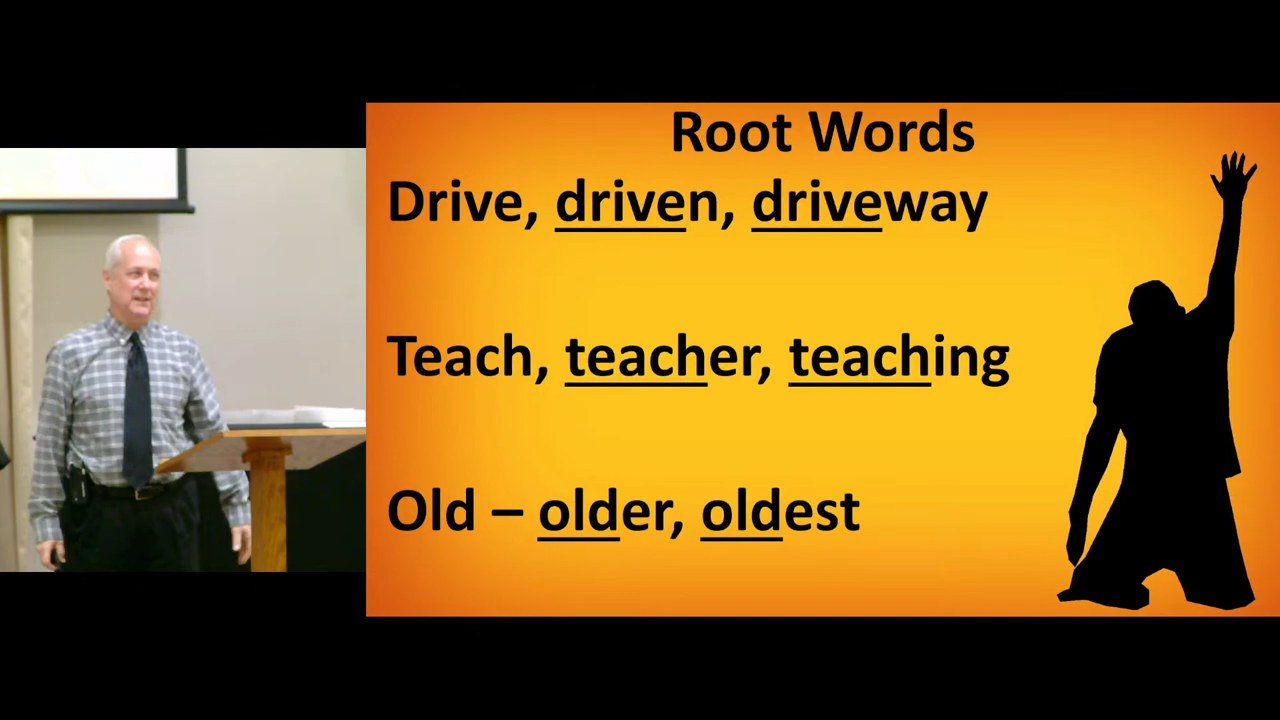 Root Words
Drive, driven, driveway
Teach, teacher, teaching
Old – older, oldest